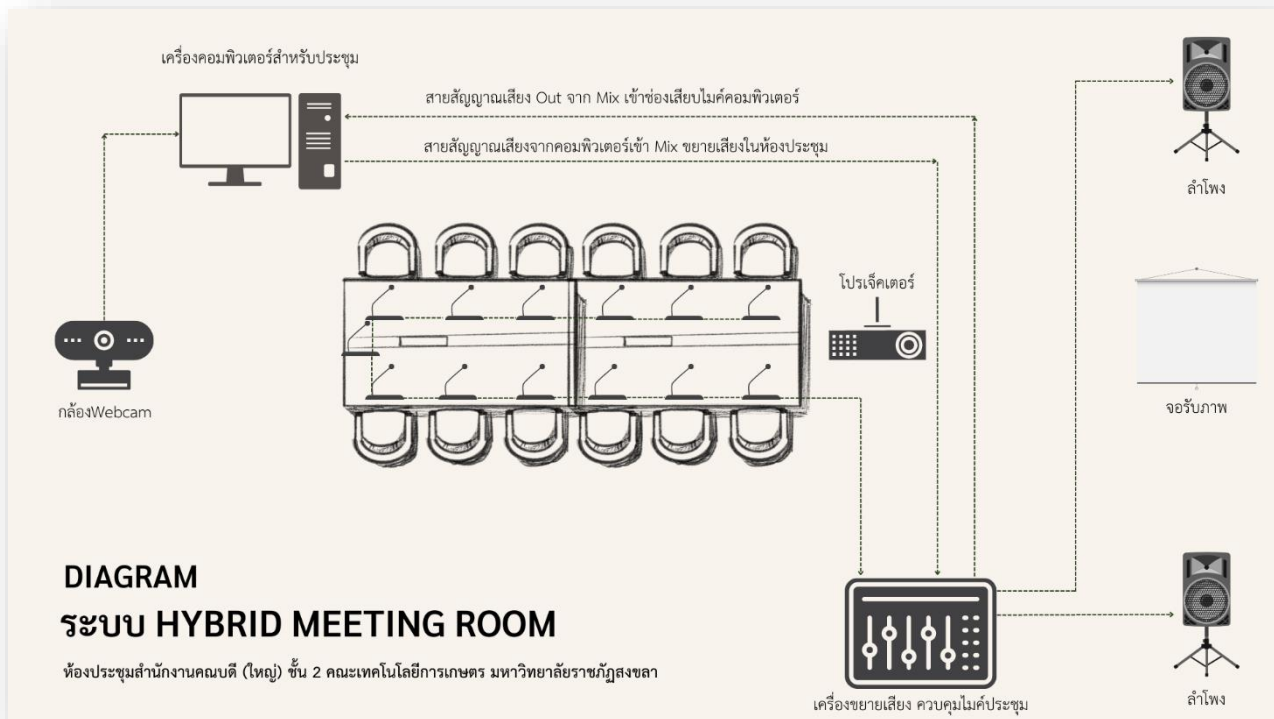 เครื่องคอมพิวเตอร์สำหรับประชุม
สายสัญญาณเสียง Out จาก Mix เข้าช่องเสียบไมค์คอมพิวเตอร์
สายสัญญาณเสียงจากคอมพิวเตอร์เข้า Mix ขยายเสียงในห้องประชุม
ลำโพง
โปรเจ็คเตอร์
กล้องWebcam
จอรับภาพ
DIAGRAM
ระบบ HYBRID MEETING ROOM
ห้องประชุมสำนักงานคณบดี (ใหญ่) ชั้น 2 คณะเทคโนโลยีการเกษตร มหาวิทยาลัยราชภัฏสงขลา
เครื่องขยายเสียง ควบคุมไมค์ประชุม
ลำโพง